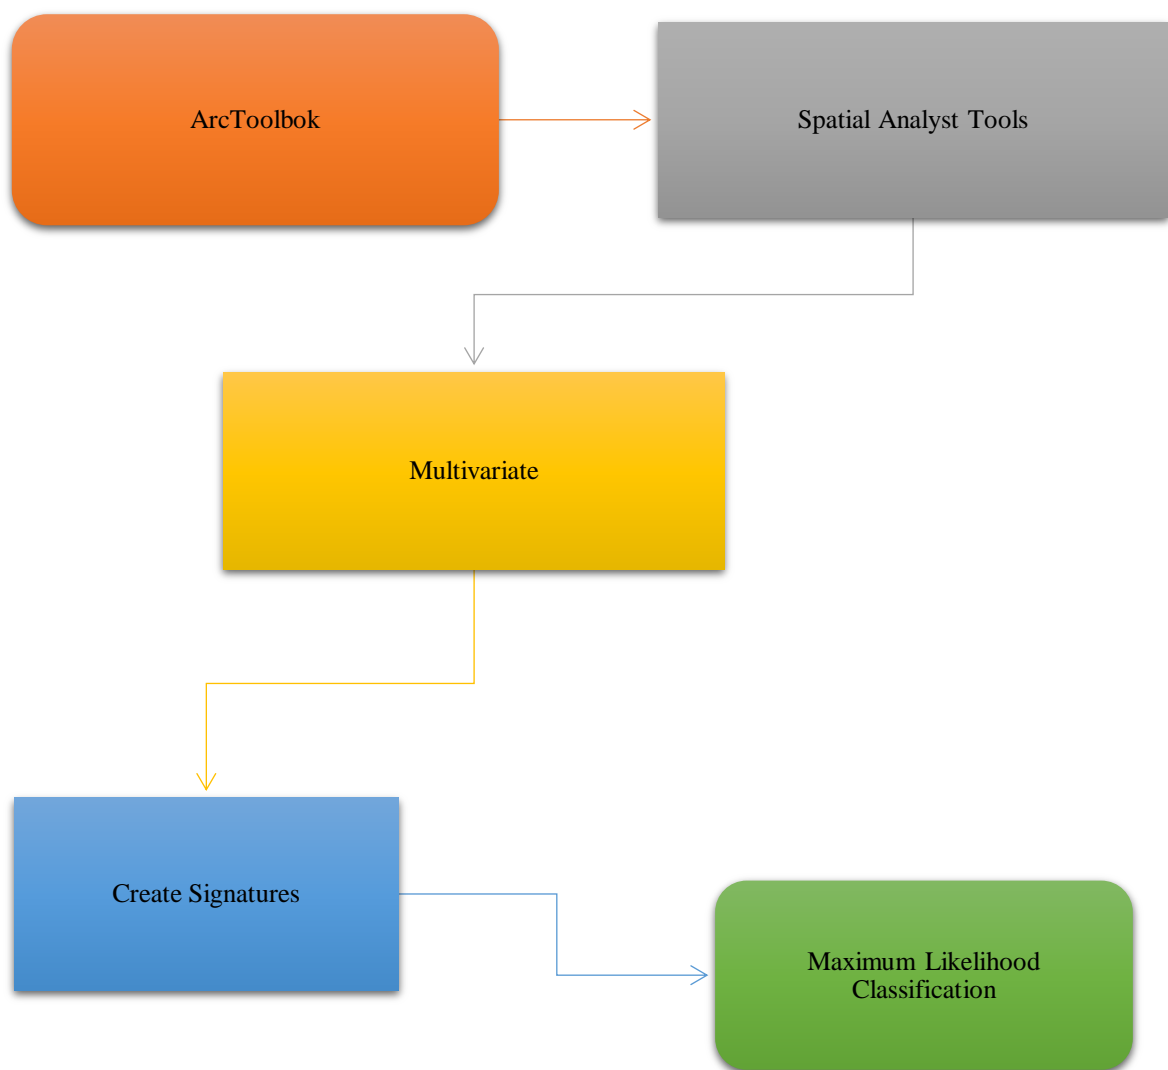 ArcToolbok
Spatial Analyst Tools
Multivariate
Create Signatures
Maximum Likelihood
Classification